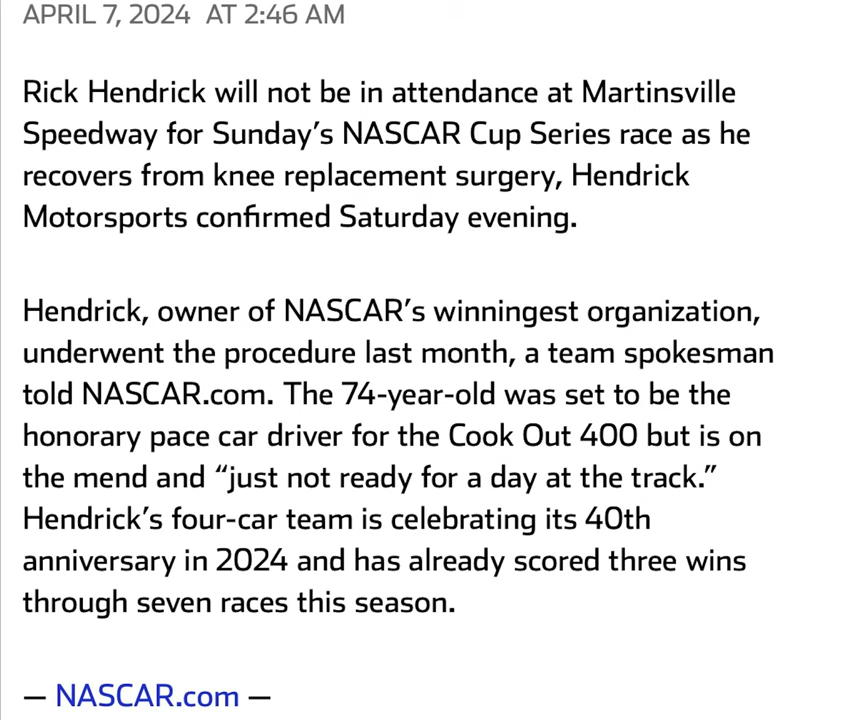 APRIL 7, 2024 AT 2:46 AM
Rick Hendrick will not be in attendance at Martinsville
Speedway for Sunday’s NASCAR Cup Series race as he
recovers from knee replacement surgery, Hendrick
Motorsports confirmed Saturday evening.
Hendrick, owner of NASCAR’s winningest organization,
underwent the procedure last month, a team spokesman
told NASCAR.com. The 74-year-old was set to be the
honorary pace car driver for the Cook Out 400 but is on
the mend and “just not ready for a day at the track.”
Hendrick’s four-car team is celebrating its 40th
anniversary in 2024 and has already scored three wins
through seven races this season.
— NASCAR.com —